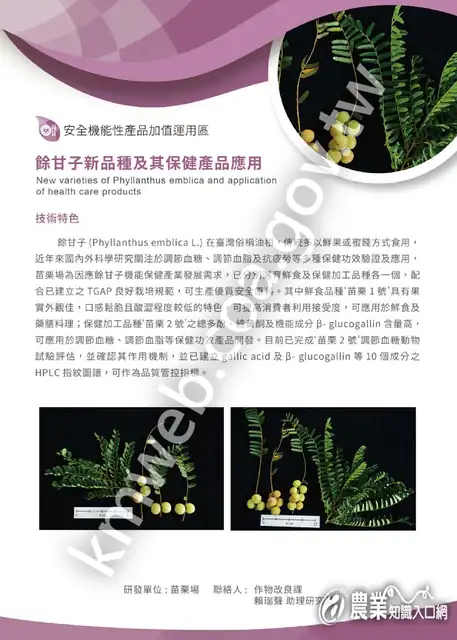 安全機能性產品加值運用區
餘甘子新品種及其保健產品應用
New varieties of Phyllanthus emblica and application
of health care products
技術特色
餘甘子 (Phyllanthus emblica L.) 在臺灣俗稱油柑，傳統多以鮮果或蜜餞方式食用，
近年來國內外科學研究關注於調節血糖、調節血脂及抗疲勞等多種保健功效驗證及應用，
苗栗場為因應餘甘子機能保健產業發展需求，已分別選育鮮食及保健加工品種各一個，配
合已建立之 TGAP 良好栽培規範，可生產優質安全原料。其中鮮食品種‘苗栗 1 號’具有果
實外觀佳，口感鬆脆且酸澀程度較低的特色，可提高消費者利用接受度，可應用於鮮食及
藥膳料理；保健加工品種‘苗栗 2 號’之總多酚、總黃酮及機能成分 β- glucogallin 含量高，
可應用於調節血糖、調節血脂等保健功效產品開發。目前已完成‘苗栗 2 號’調節血糖動物
試驗評估，並確認其作用機制，並已建立 gallic acid 及 β- glucogallin 等 10 個成分之
HPLC 指紋圖譜，可作為品質管控指標。
研發單位：苗栗場 聯絡人： 作物改良課
賴瑞聲 助理研究
農業知識入口網
kmweb.coa.gov.tw